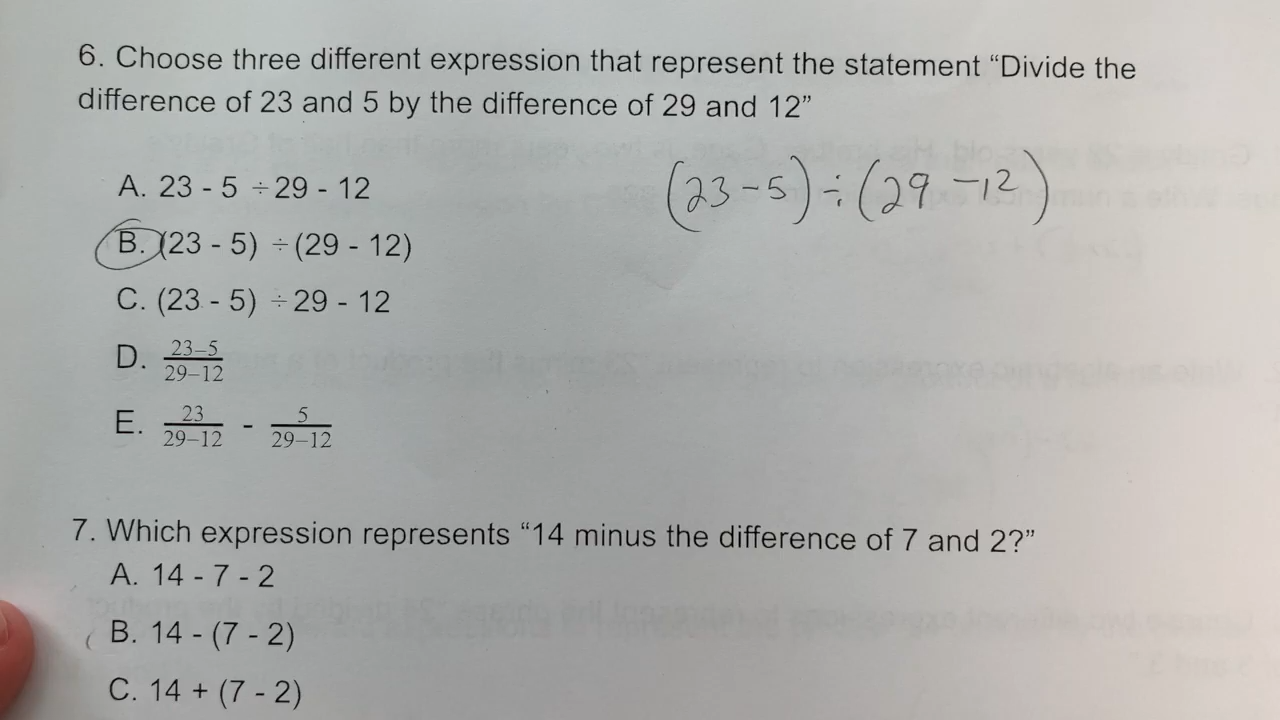 6. Choose three different expression that represent the statement “Divide the
difference of 23 and 5 by the difference of 29 and 12”
(23 - 5) ÷ (29 - 12)
A. 23 - 5 ÷ 29 - 12
B. (23 - 5) ÷ (29 - 12)
C. (23 - 5) ÷ 29 - 12
D. 23–5 / 29–12
E. 23 / 29–12 - 5 / 29–12
7. Which expression represents “14 minus the difference of 7 and 2?”
A. 14 - 7 - 2
B. 14 - (7 - 2)
C. 14 + (7 - 2)